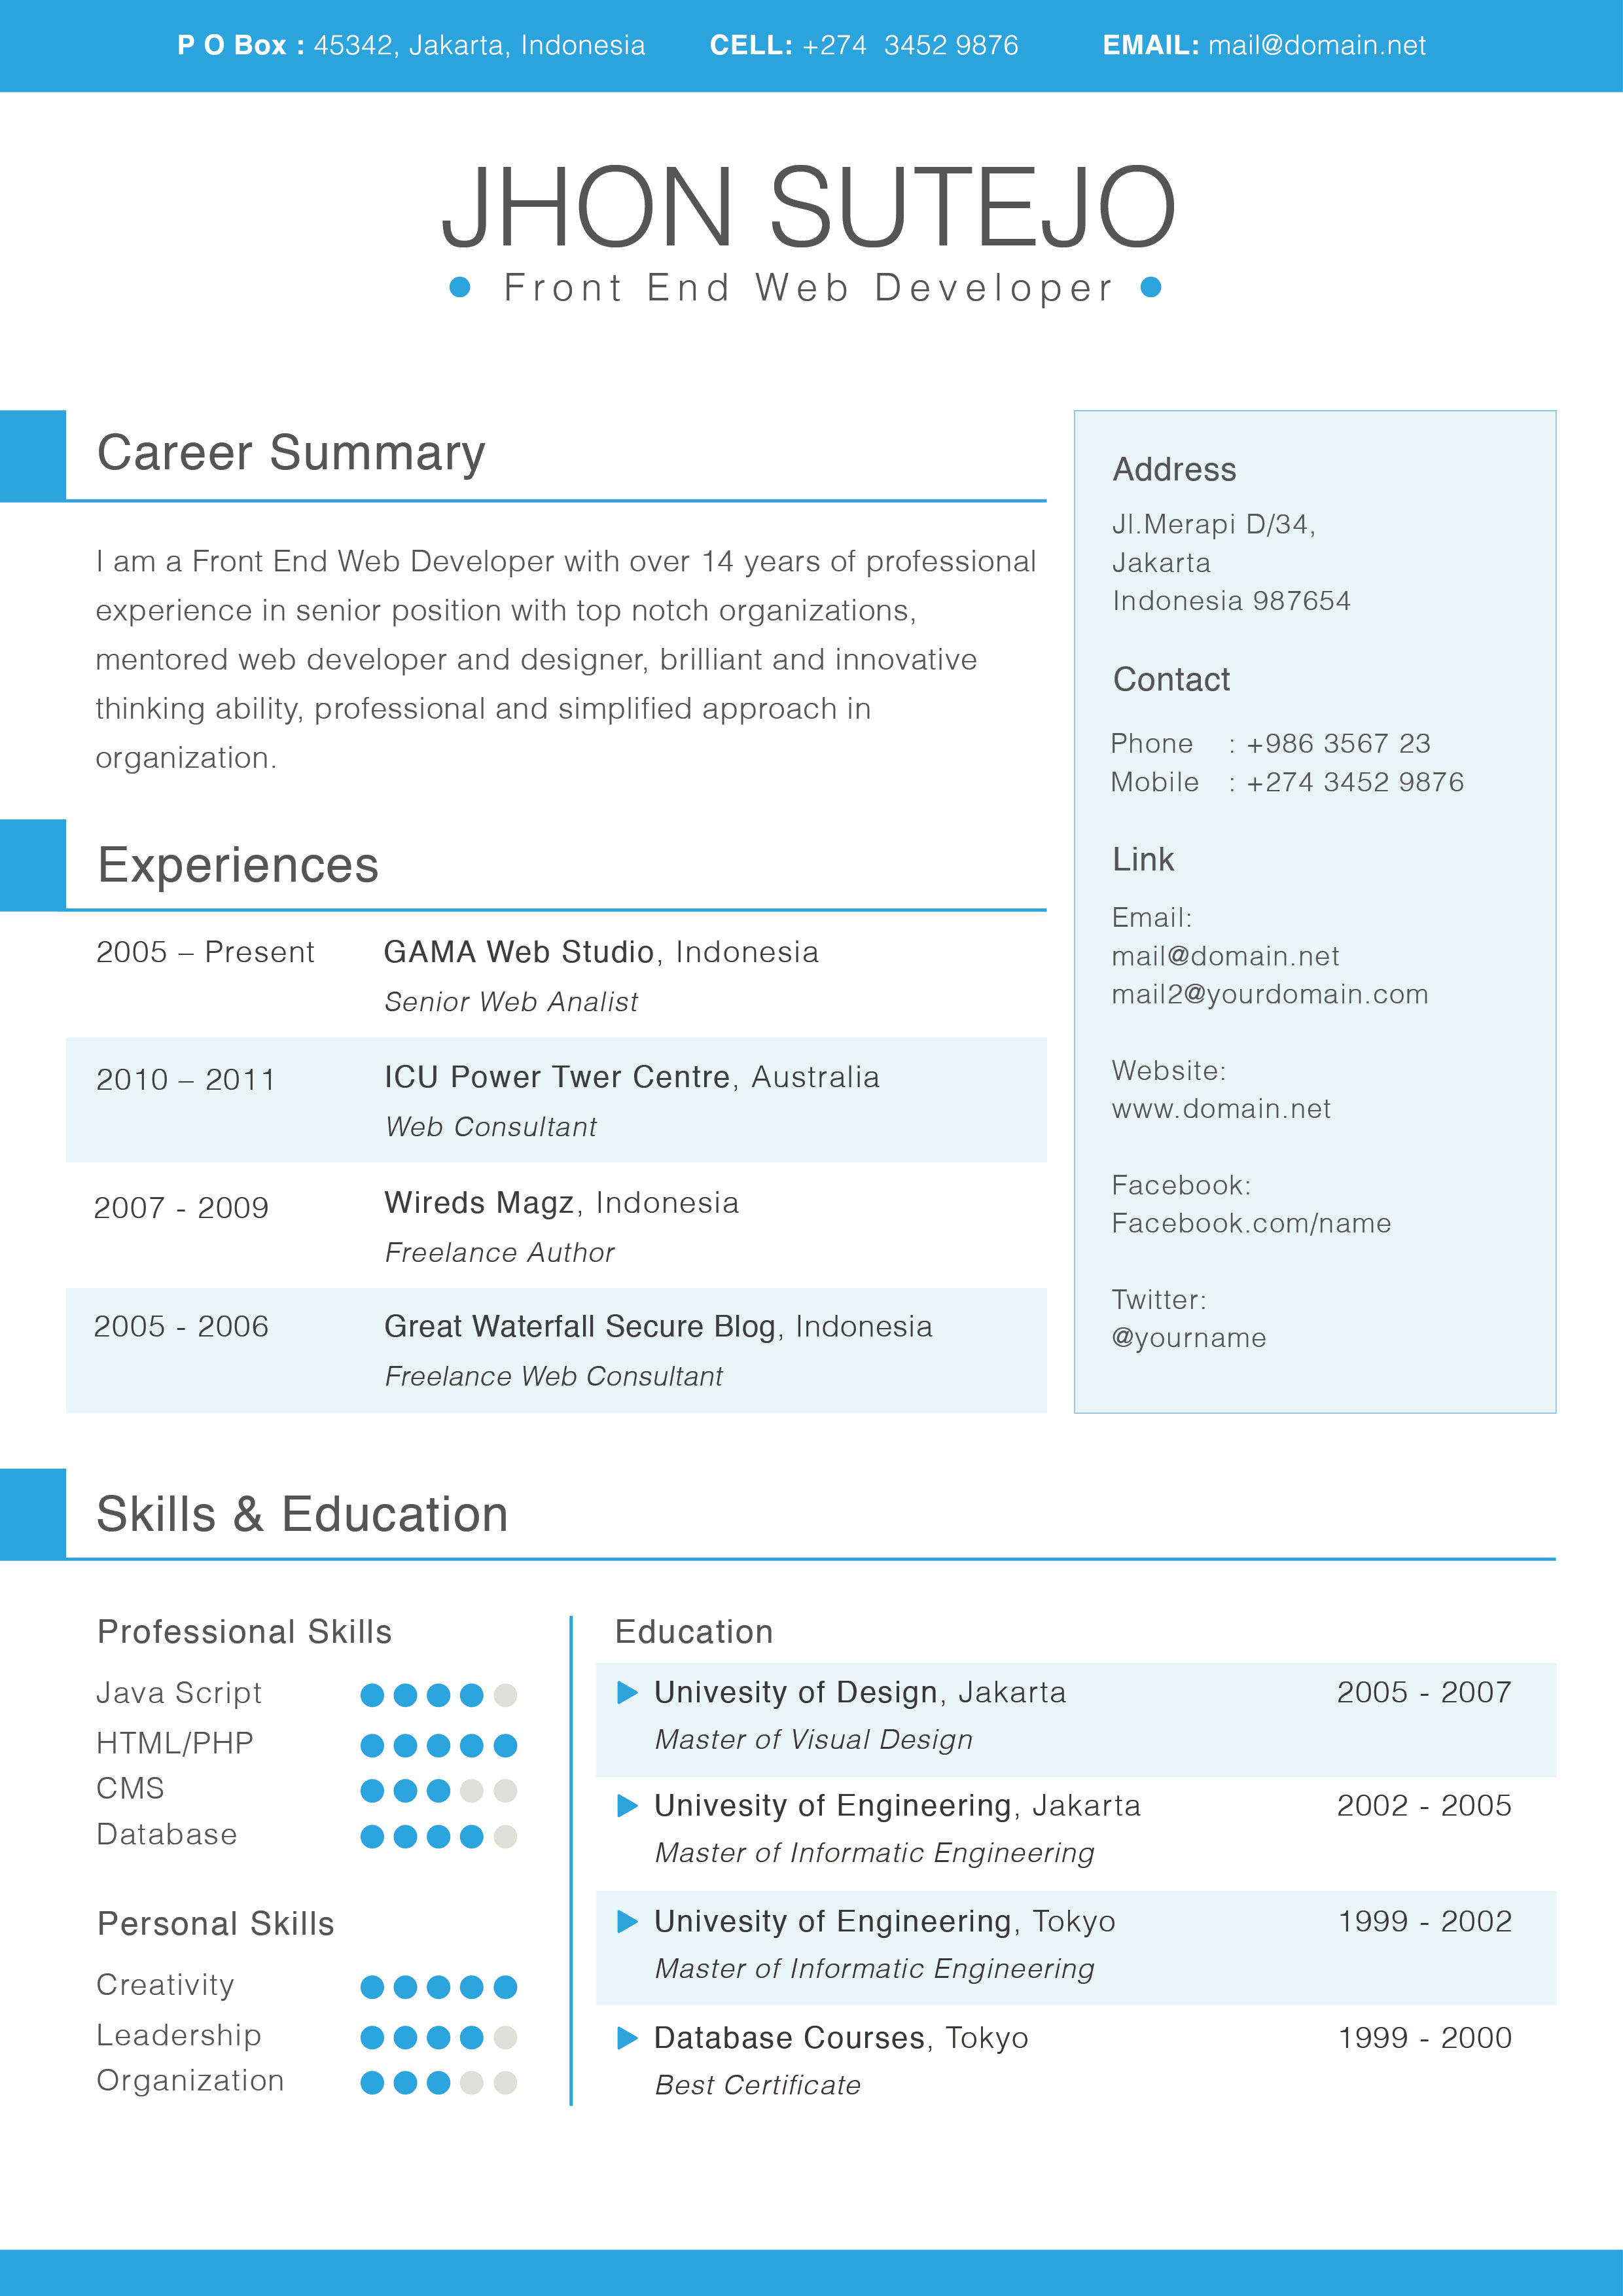 P O Box : 45342, Jakarta, Indonesia CELL: +274 3452 9876 EMAIL: mail@domain.net
JHON SUTEJO
Front End Web Developer
Career Summary
I am a Front End Web Developer with over 14 years of professional
experience in senior position with top notch organizations,
mentored web developer and designer, brilliant and innovative
thinking ability, professional and simplified approach in
organization.
Experiences
2005 – Present GAMA Web Studio, Indonesia
Senior Web Analist
2010 – 2011 ICU Power Twer Centre, Australia
Web Consultant
2007 - 2009 Wireds Magz, Indonesia
Freelance Author
2005 - 2006 Great Waterfall Secure Blog, Indonesia
Freelance Web Consultant
Address
Jl.Merapi D/34,
Jakarta
Indonesia 987654
Contact
Phone : +986 3567 23
Mobile : +274 3452 9876
Link
Email:
mail@domain.net
mail2@yourdomain.com
Website:
www.domain.net
Facebook:
Facebook.com/name
Twitter:
@yourname
Skills & Education
Professional Skills
Java Script
HTML/PHP
CMS
Database
Personal Skills
Creativity
Leadership
Organization
Education
Univesity of Design, Jakarta 2005 - 2007
Master of Visual Design
Univesity of Engineering, Jakarta 2002 - 2005
Master of Informatic Engineering
Univesity of Engineering, Tokyo 1999 - 2002
Master of Informatic Engineering
Database Courses, Tokyo 1999 - 2000
Best Certificate